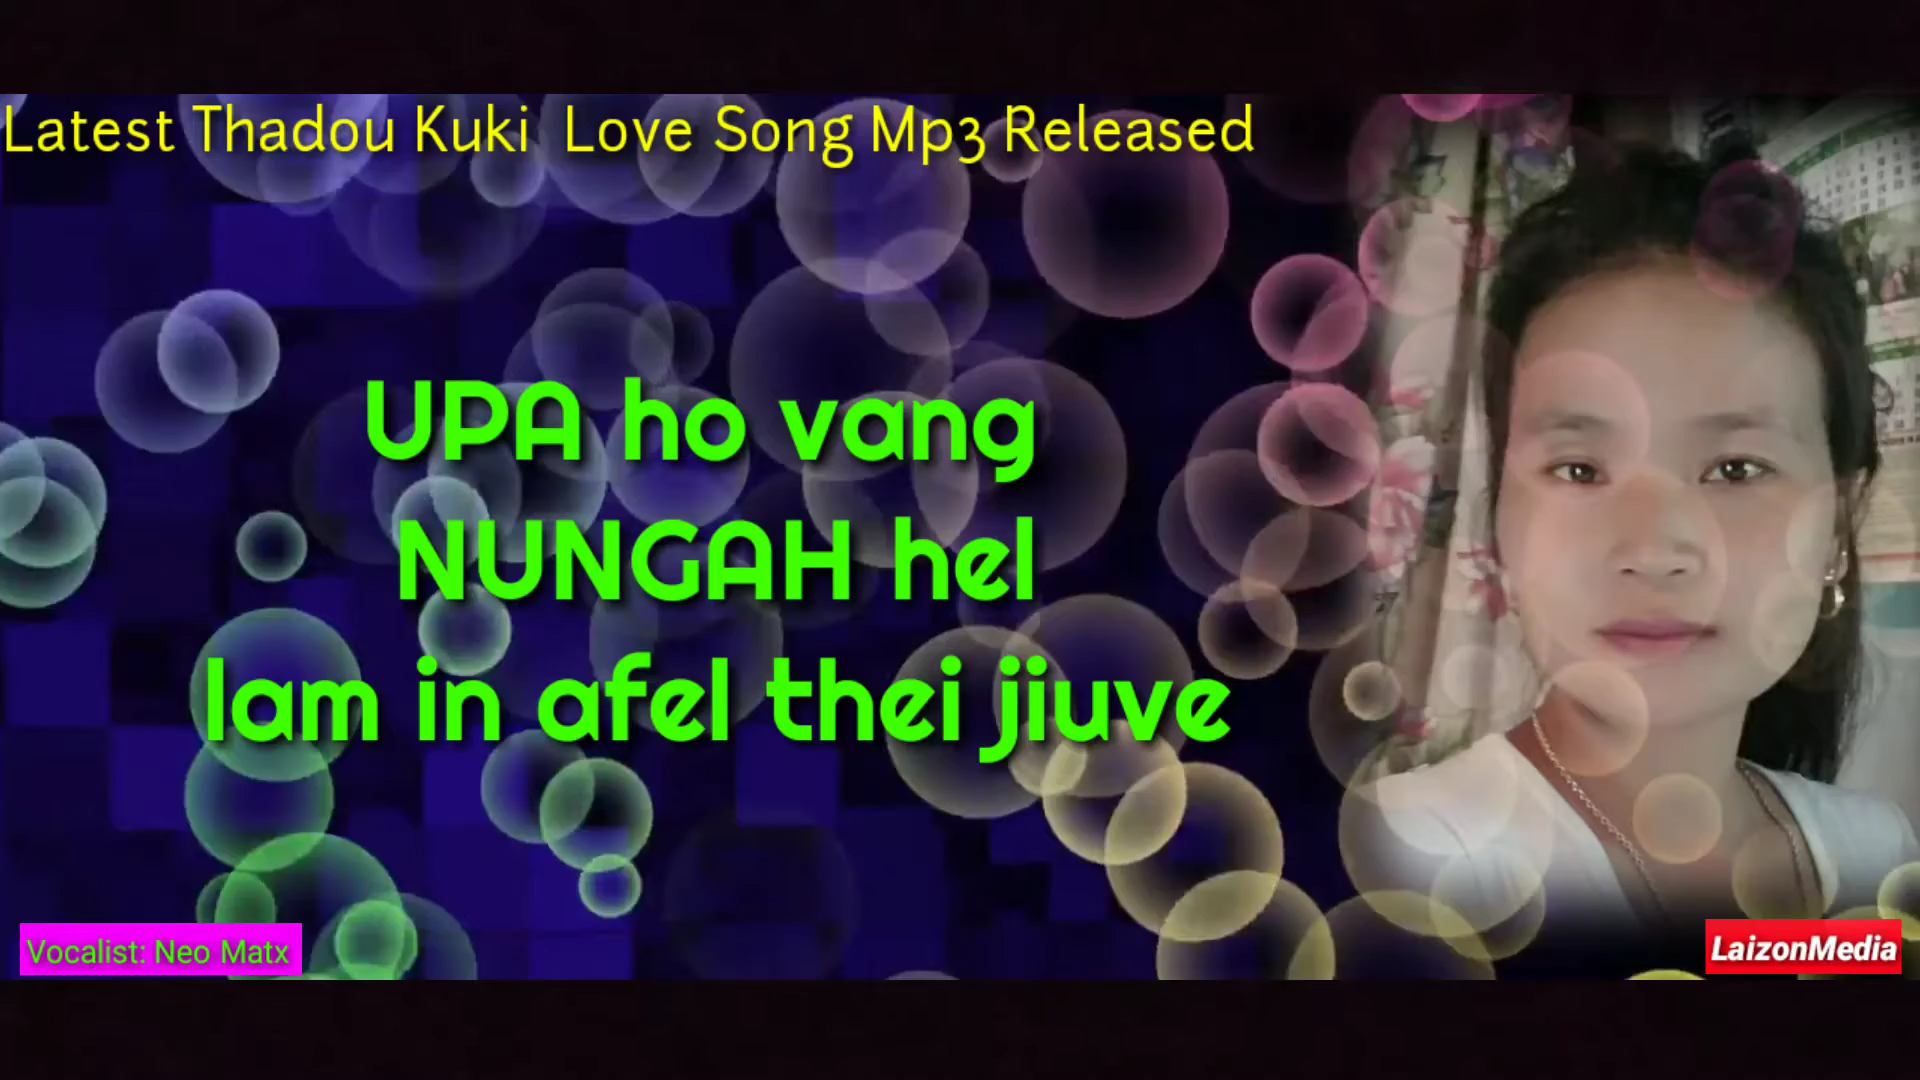 Latest Thadou Kuki Love Song Mp3 Released
UPA ho vang
NUNGAH hel
lam in afel thei jiuve
Vocalist: Neo Matx
LaizonMedia